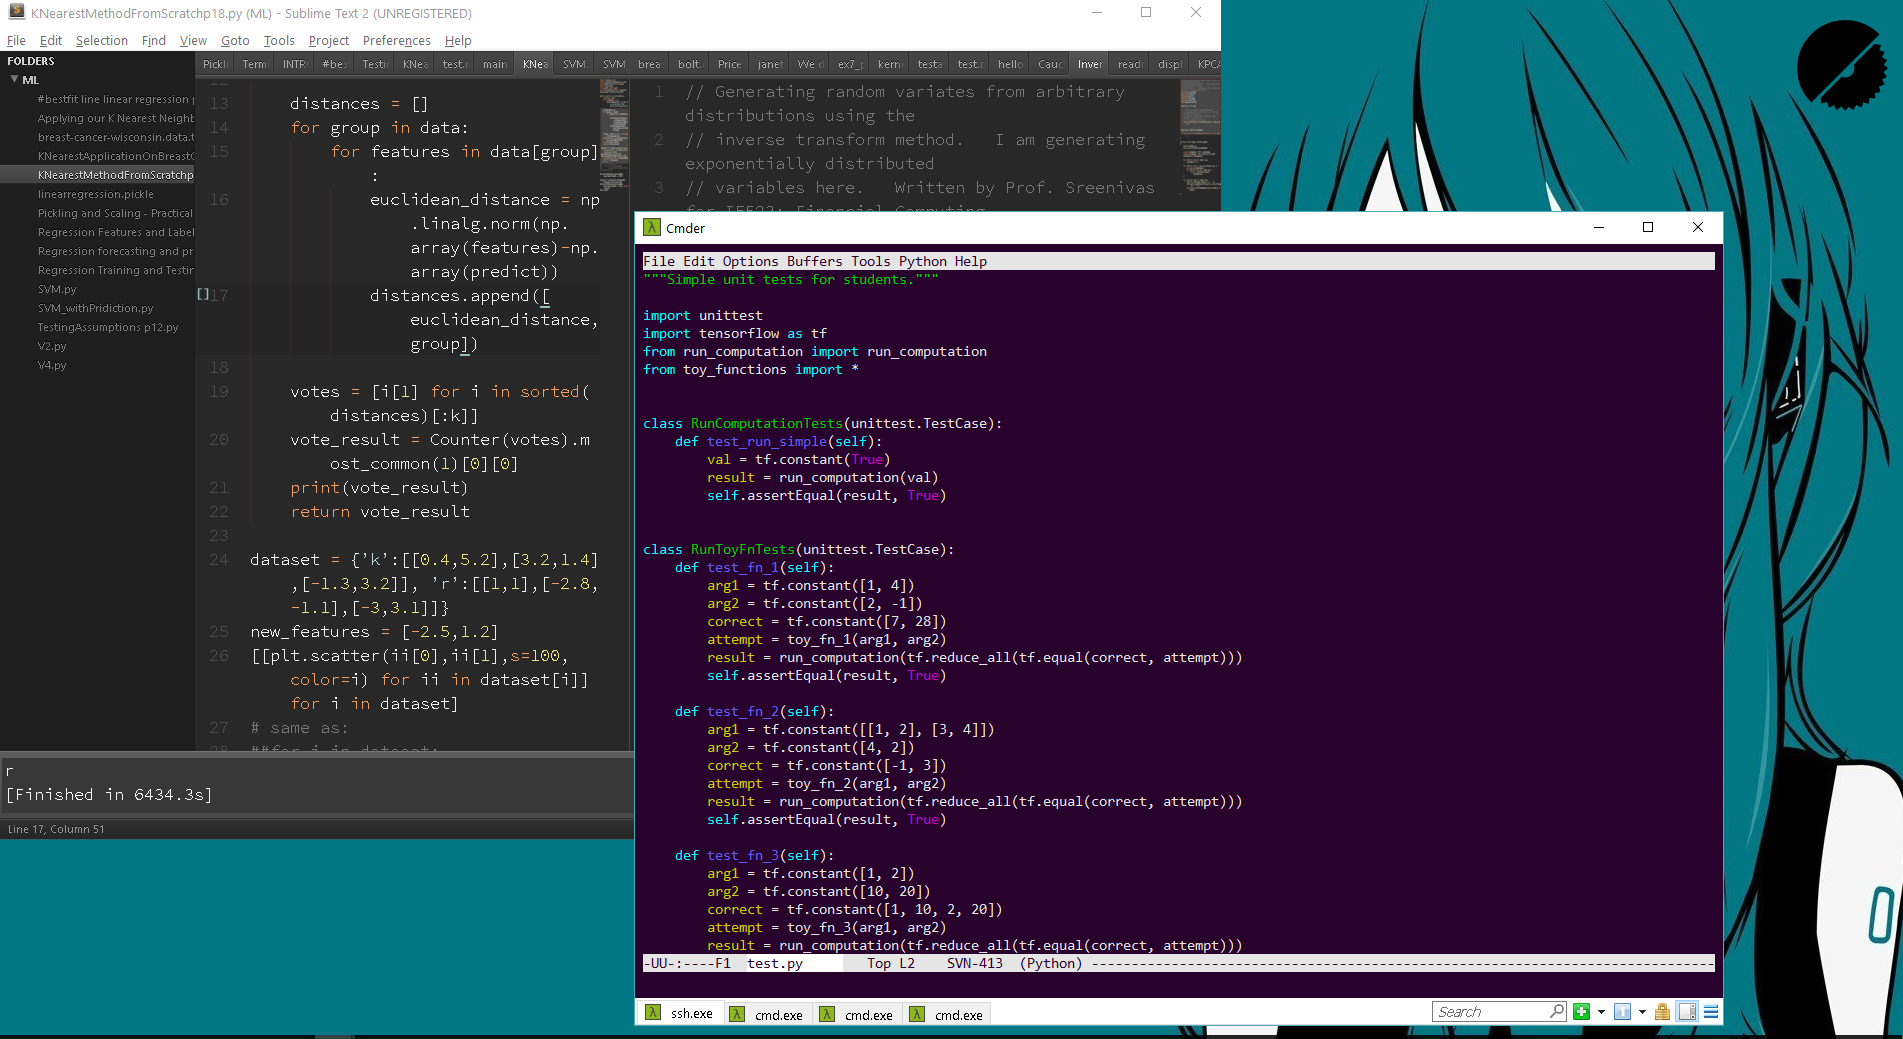 KNearestMethodFromScratchp18.py (ML) - Sublime Text 2 (UNREGISTERED)
File Edit Selection Find View Goto Tools Project Preferences Help
FOLDERS
ML
#bestfit line linear regression
Applying our K Nearest Neighb
breast-cancer-wisconsin.data.t
KNearestApplicationOnBreastC
KNearestMethodFromScratchp
linearregression.pickle
Pickling and Scaling - Practical
Regression Features and Label
Regression forecasting and pr
Regression Training and Testin
SVM.py
SVM_withPridiction.py
TestingAssumptions p12.py
V2.py
V4.py
Pickli Term INTR #bes Testin KNea test.r main KNea SVM. SVM_ brea bolt. Price janet We d ex7_ kern testa test.r hello Cauc Inver read displ KPCA
12
13 distances = []
14 for group in data:
15 for features in data[group]
:
16 euclidean_distance = np
.linalg.norm(np.
array(features)-np.
array(predict))
17 distances.append([
euclidean_distance,
group])
18
19 votes = [i[1] for i in sorted(
distances)[:k]]
20 vote_result = Counter(votes).m
ost_common(1)[0][0]
21 print(vote_result)
22 return vote_result
23
24 dataset = {'k':[[0.4,5.2],[3.2,1.4]
,[-1.3,3.2]], 'r':[[1,1],[-2.8,
-1.1],[-3,3.1]]}
25 new_features = [-2.5,1.2]
26 [[plt.scatter(ii[0],ii[1],s=100,
color=i) for ii in dataset[i]]
for i in dataset]
27 # same as:
28 ##for i in dataset:
r
[Finished in 6434.3s]
Line 17, Column 51
1 // Generating random variates from arbitrary
distributions using the
2 // inverse transform method. I am generating
exponentially distributed
3 // variables here. Written by Prof. Sreenivas
for IE523: Financial Computing
Cmder
File Edit Options Buffers Tools Python Help
"""Simple unit tests for students."""
import unittest
import tensorflow as tf
from run_computation import run_computation
from toy_functions import *
class RunComputationTests(unittest.TestCase):
def test_run_simple(self):
val = tf.constant(True)
result = run_computation(val)
self.assertEqual(result, True)
class RunToyFnTests(unittest.TestCase):
def test_fn_1(self):
arg1 = tf.constant([1, 4])
arg2 = tf.constant([2, -1])
correct = tf.constant([7, 28])
attempt = toy_fn_1(arg1, arg2)
result = run_computation(tf.reduce_all(tf.equal(correct, attempt)))
self.assertEqual(result, True)
def test_fn_2(self):
arg1 = tf.constant([[1, 2], [3, 4]])
arg2 = tf.constant([4, 2])
correct = tf.constant([-1, 3])
attempt = toy_fn_2(arg1, arg2)
result = run_computation(tf.reduce_all(tf.equal(correct, attempt)))
self.assertEqual(result, True)
def test_fn_3(self):
arg1 = tf.constant([1, 2])
arg2 = tf.constant([10, 20])
correct = tf.constant([1, 10, 2, 20])
attempt = toy_fn_3(arg1, arg2)
result = run_computation(tf.reduce_all(tf.equal(correct, attempt)))
-UU-:----F1 test.py Top L2 SVN-413 (Python) ------------------------------------------------------------------------------
ssh.exe cmd.exe cmd.exe cmd.exe Search